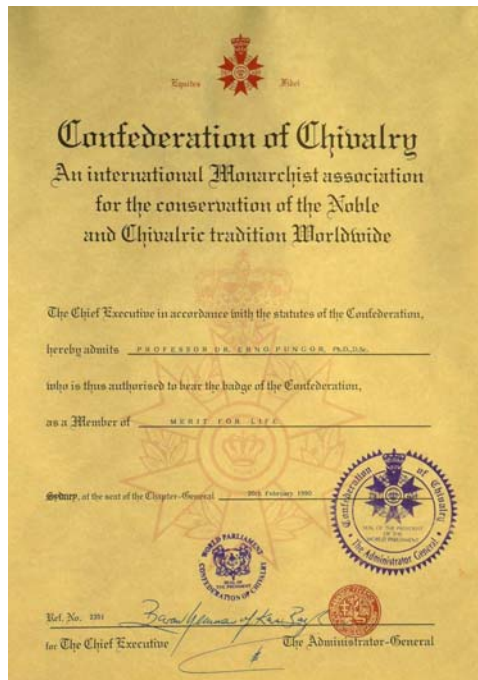 Equites Fidei
Confederation of Chivalry
An international Monarchist association
for the conservation of the Noble
and Chivalric tradition Worldwide
The Chief Executive in accordance with the statutes of the Confederation,
hereby admits PROFESSOR DR. ERNO PUNGOR, Ph.D.,D.Sc.
who is thus authorised to bear the badge of the Confederation,
as a Member of MERIT FOR LIFE
Sydney, at the seat of the Chapter-General 20th February 1990
Confederation of Chivalry
SEAL OF THE PRESIDENT
OF THE
WORLD PARLIAMENT
The Administrator General
WORLD PARLIAMENT
SEAL OF
THE PRESIDENT
CONFEDERATION OF CHIVALRY
Ref. No.
for The Chief Executive The Administrator-General